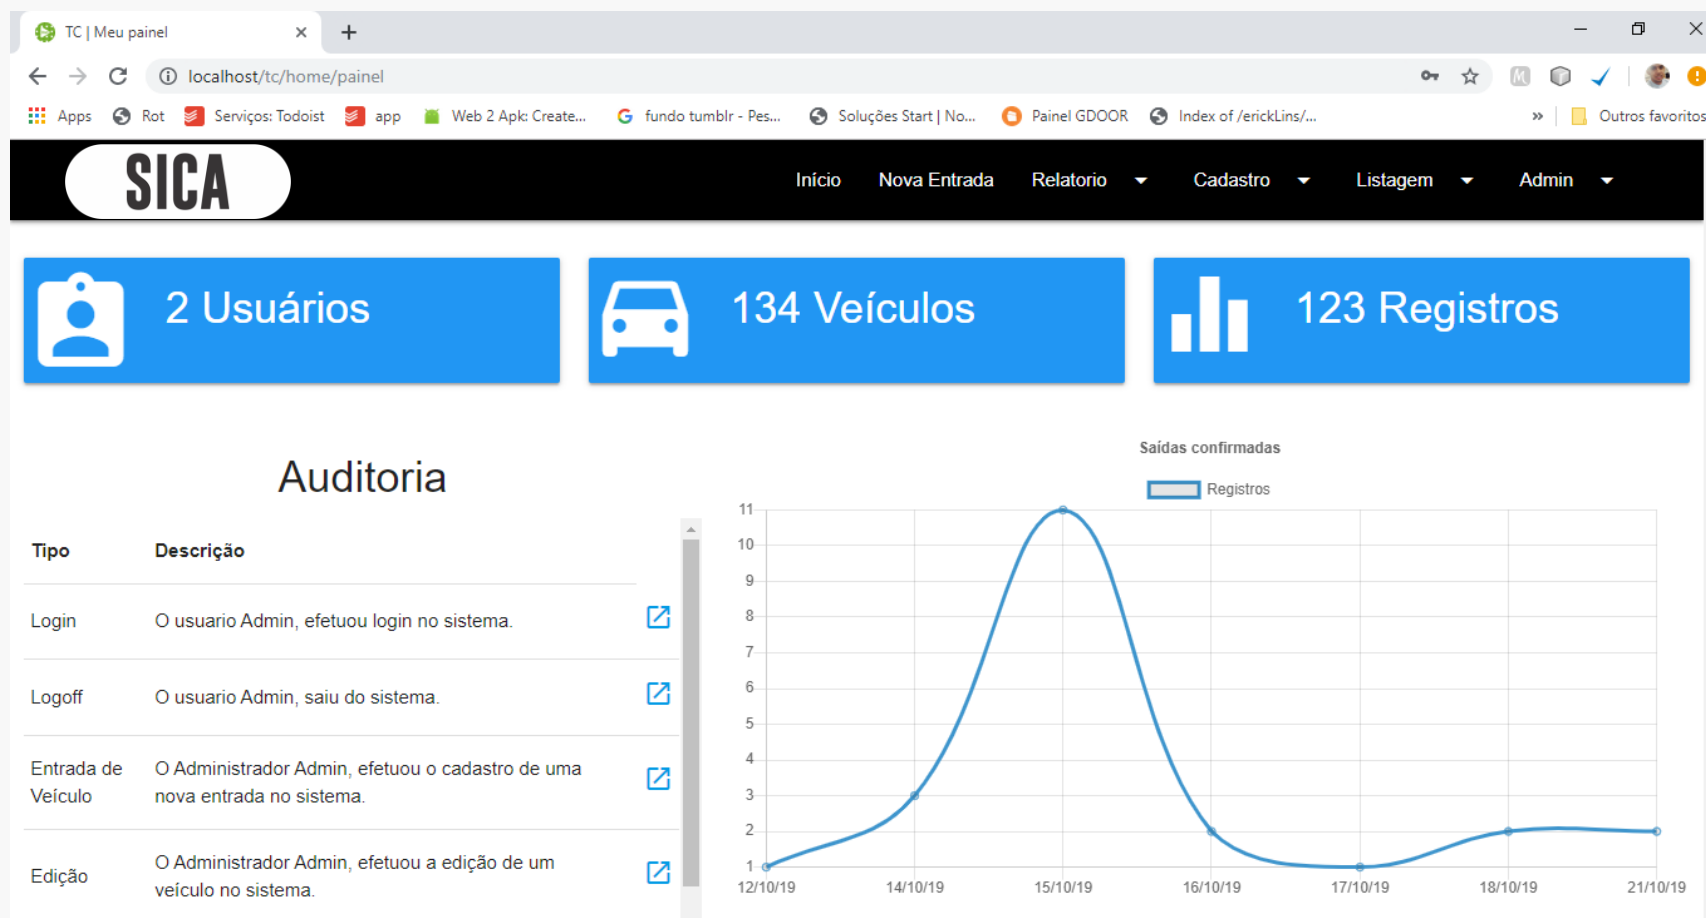 TC | Meu painel
localhost/tc/home/painel
Apps Rot Serviços: Todoist app Web 2 Apk: Create... fundo tumblr - Pes... Soluções Start | No... Painel GDOOR Index of /erickLins/... » Outros favoritos
SICA Início Nova Entrada Relatorio Cadastro Listagem Admin
2 Usuários
134 Veículos
123 Registros
Auditoria
Tipo Descrição
Login O usuario Admin, efetuou login no sistema.
Logoff O usuario Admin, saiu do sistema.
Entrada de Veículo
O Administrador Admin, efetuou o cadastro de uma
nova entrada no sistema.
Edição
O Administrador Admin, efetuou a edição de um
veículo no sistema.
Saídas confirmadas
Registros
11
10
9
8
7
6
5
4
3
2
1
12/10/19 14/10/19 15/10/19 16/10/19 17/10/19 18/10/19 21/10/19